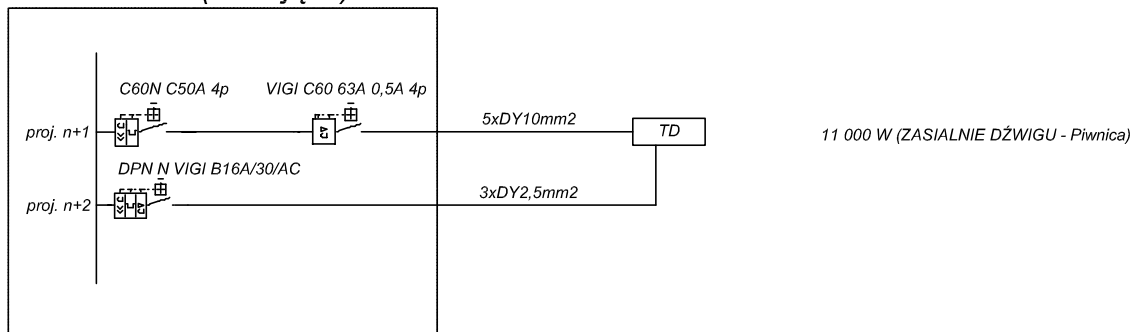 C60N C50A 4p VIGI C60 63A 0,5A 4p
proj. n+1 5xDY10mm2 TD 11 000 W (ZASIALNIE DŹWIGU - Piwnica)
DPN N VIGI B16A/30/AC
proj. n+2 3xDY2,5mm2